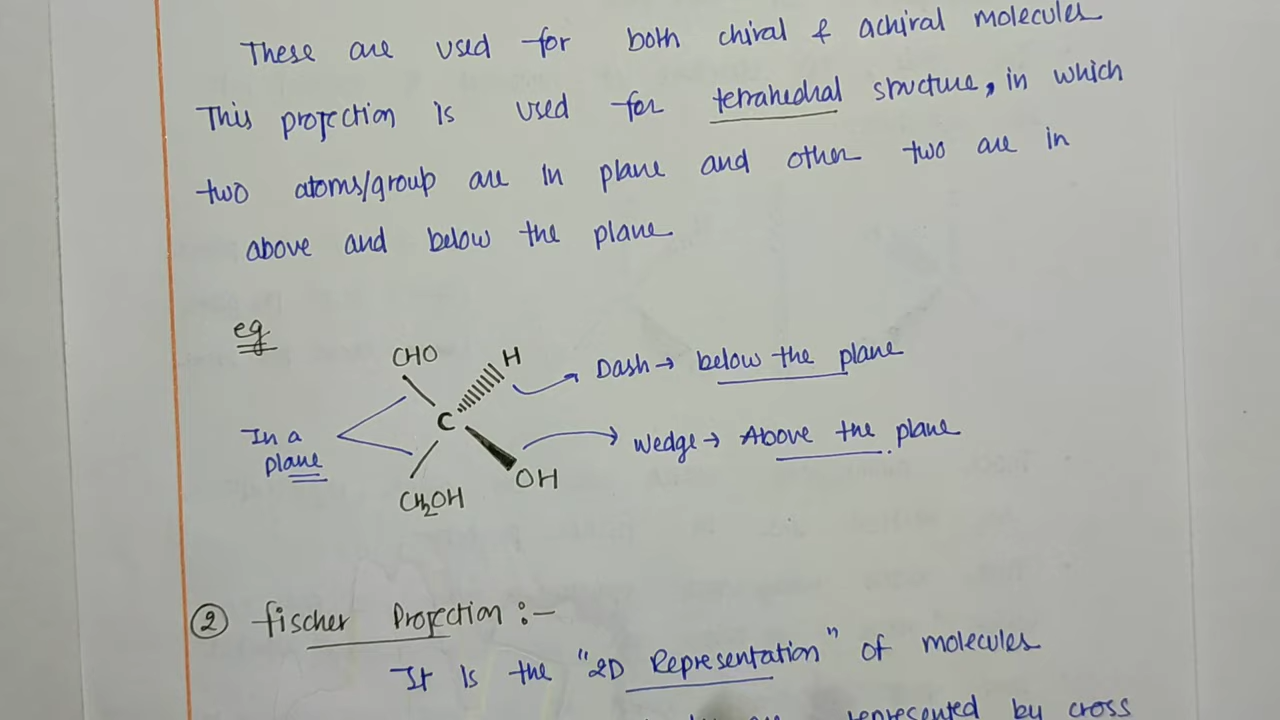 These are used for both chiral & achiral molecules
This projection is used for tetrahedral structure, in which
two atoms/group are in plane and other two are in
above and below the plane
eg
CHO
H
Dash → below the plane
C
In a
plane
Wedge → Above the plane
OH
CH2OH
② fischer Projection :-
It is the "2D Representation" of molecules
represented by cross